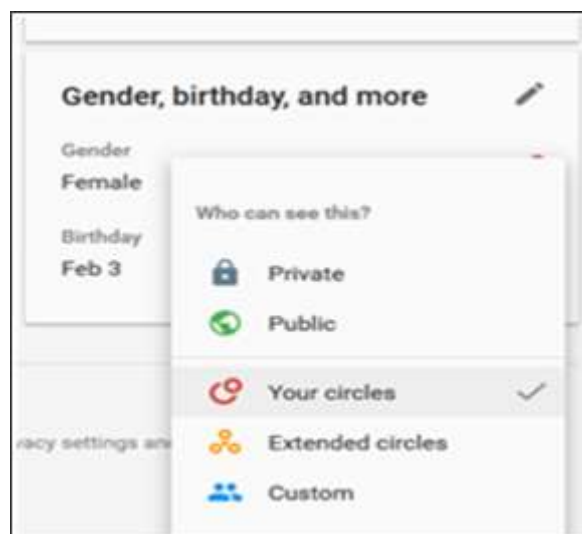 Gender, birthday, and more
Gender
Female
Birthday
Feb 3
Who can see this?
Private
Public
Your circles
Extended circles
Custom
settings